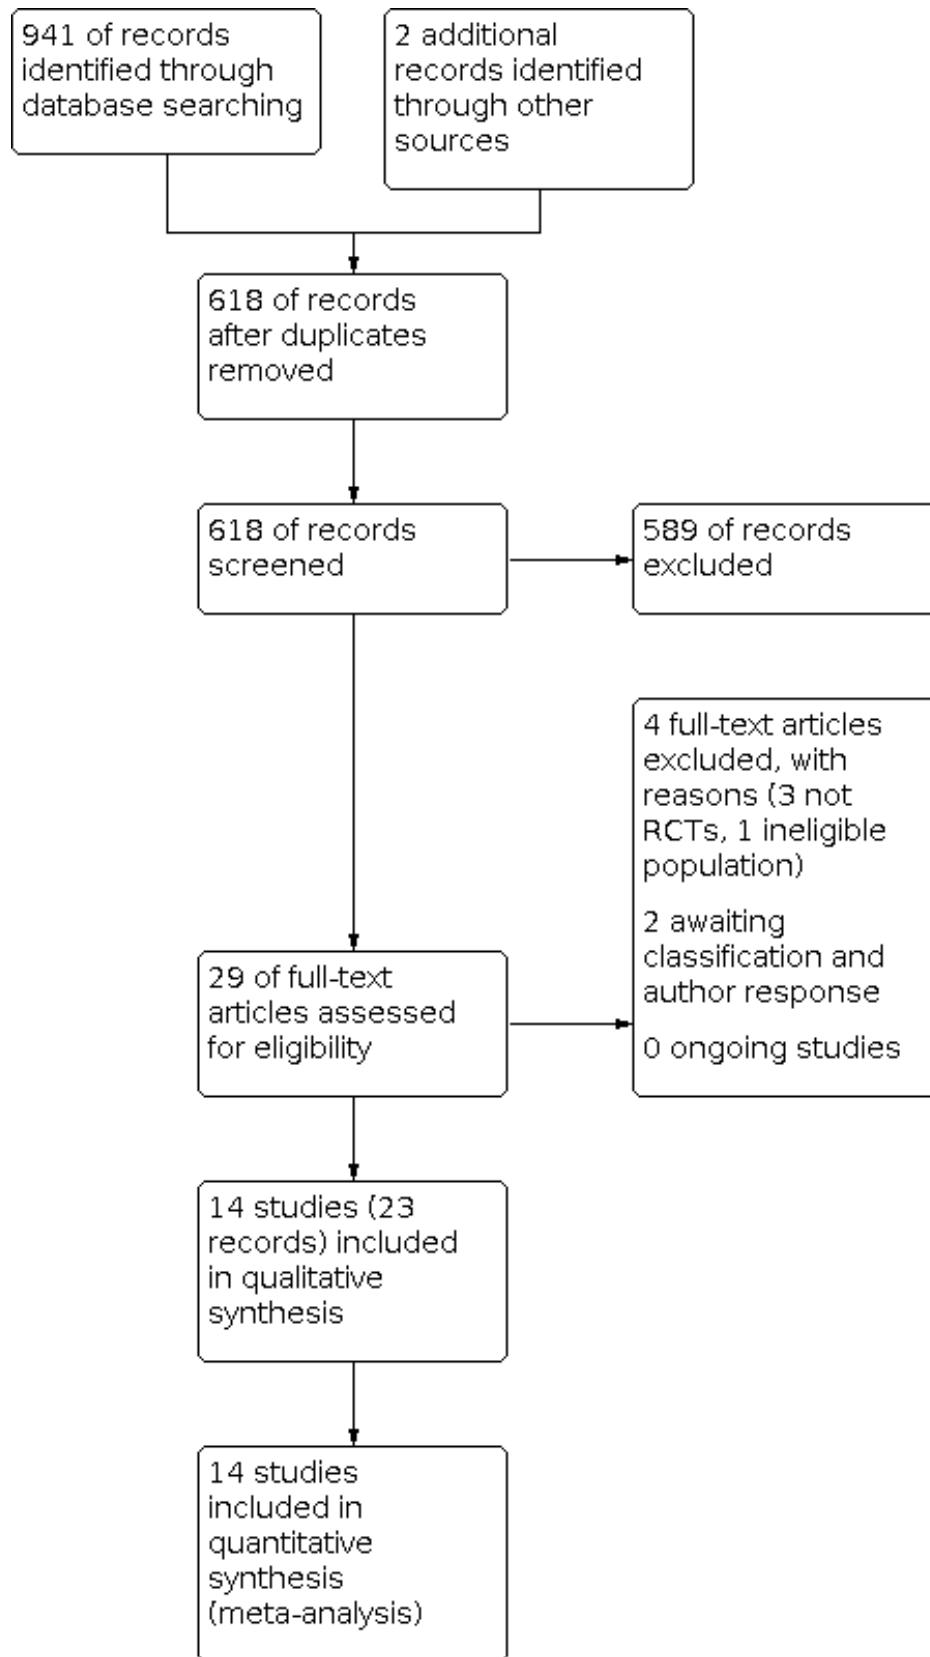 941 of records
identified through
database searching
2 additional
records identified
through other
sources
618 of records
after duplicates
removed
618 of records
screened
589 of records
excluded
4 full-text articles
excluded, with
reasons (3 not
RCTs, 1 ineligible
population)
2 awaiting
classification and
author response
0 ongoing studies
29 of full-text
articles assessed
for eligibility
14 studies (23
records) included
in qualitative
synthesis
14 studies
included in
quantitative
synthesis
(meta-analysis)